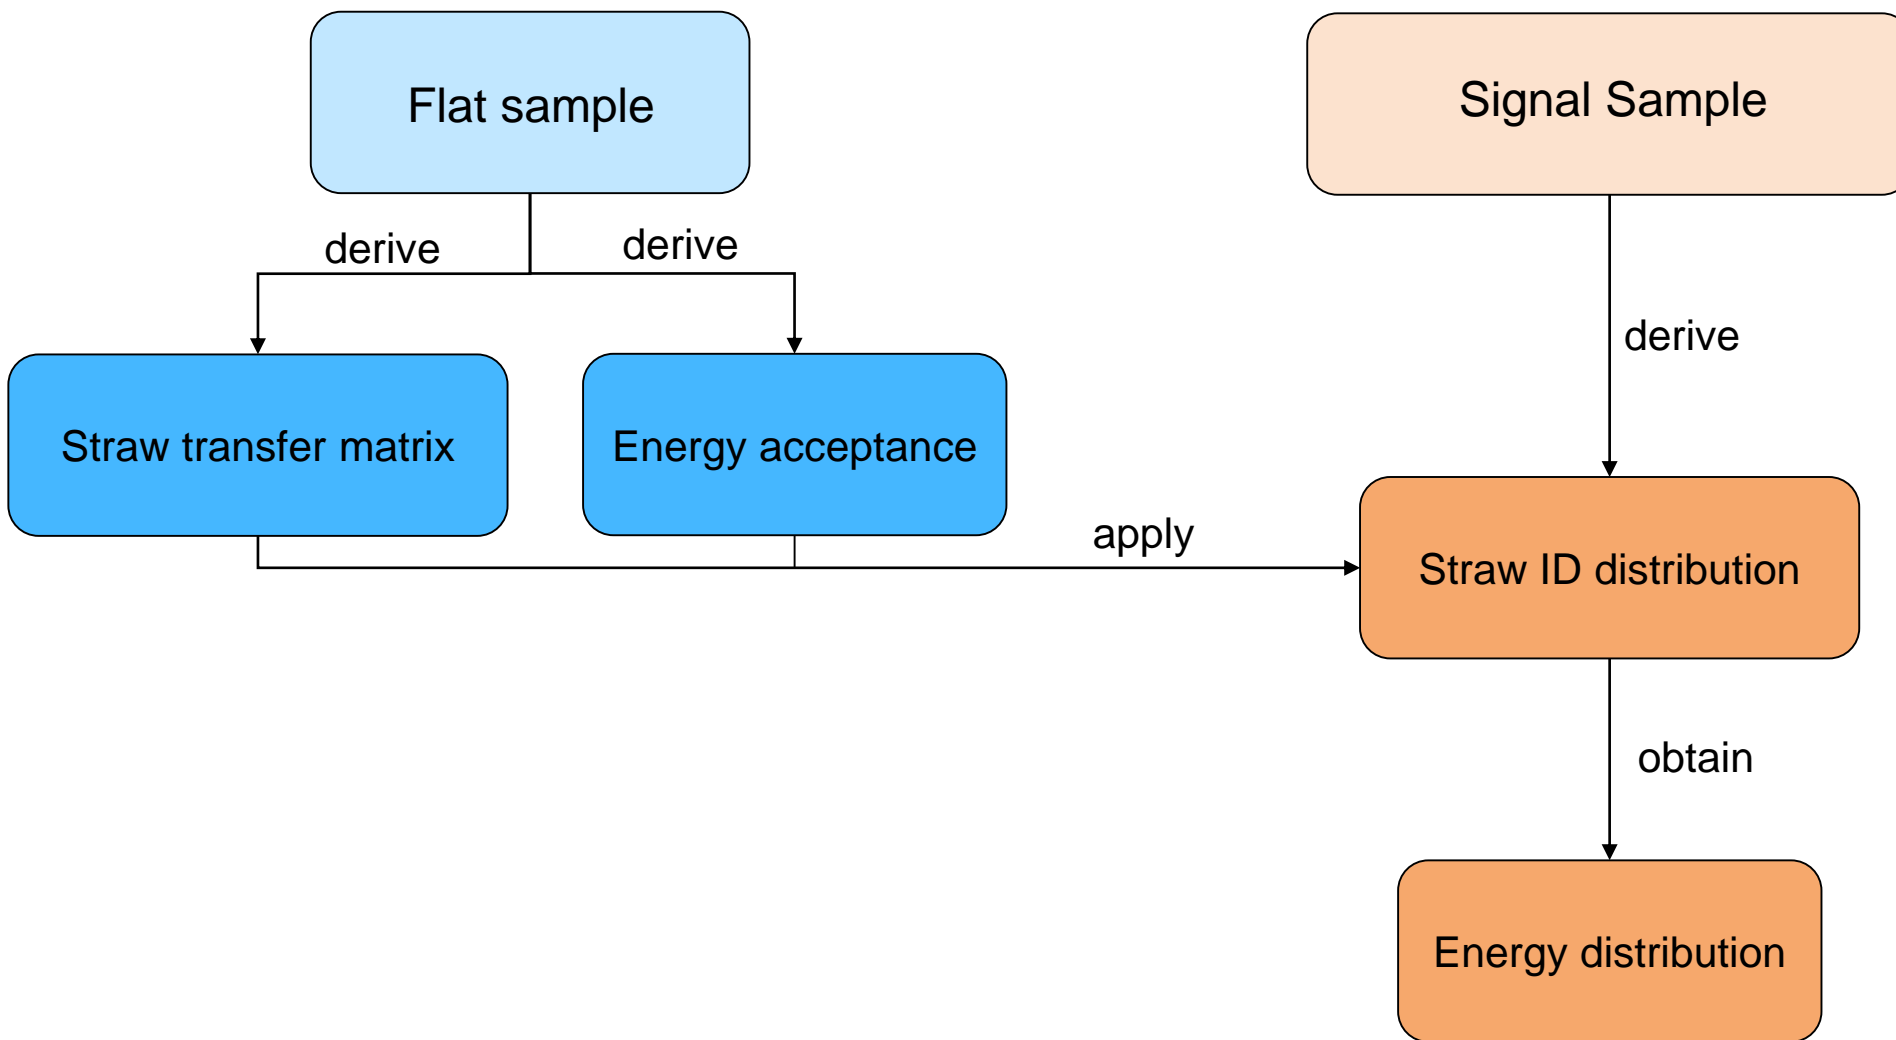 Flat sample
Signal Sample
derive
derive
derive
Straw transfer matrix
Energy acceptance
apply
Straw ID distribution
obtain
Energy distribution